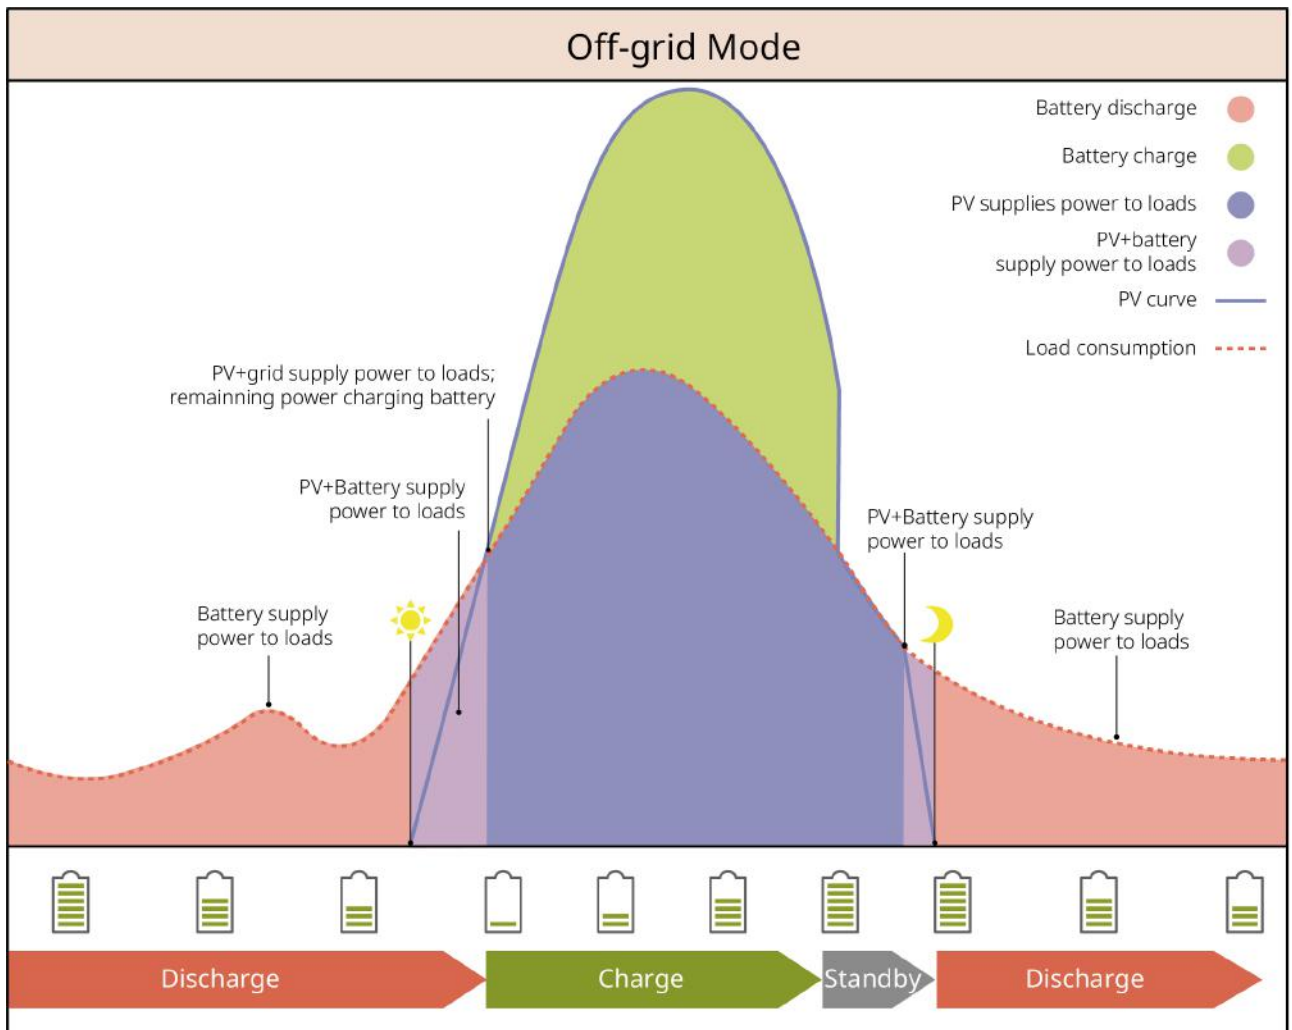 Off-grid Mode
Battery discharge
Battery charge
PV supplies power to loads
PV+battery
supply power to loads
PV curve
Load consumption
PV+grid supply power to loads;
remainning power charging battery
PV+Battery supply
power to loads
PV+Battery supply
power to loads
Battery supply
power to loads
Battery supply
power to loads
Discharge
Charge
Standby
Discharge